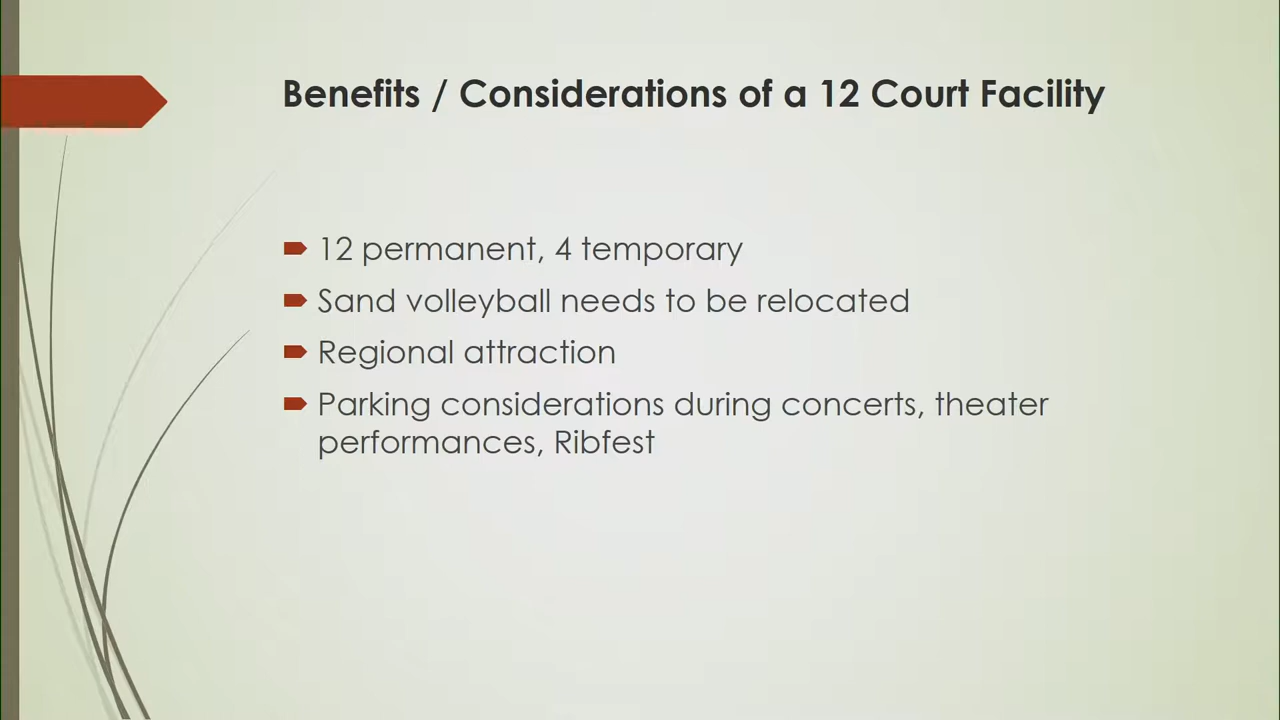 Benefits / Considerations of a 12 Court Facility
12 permanent, 4 temporary
Sand volleyball needs to be relocated
Regional attraction
Parking considerations during concerts, theater
performances, Ribfest